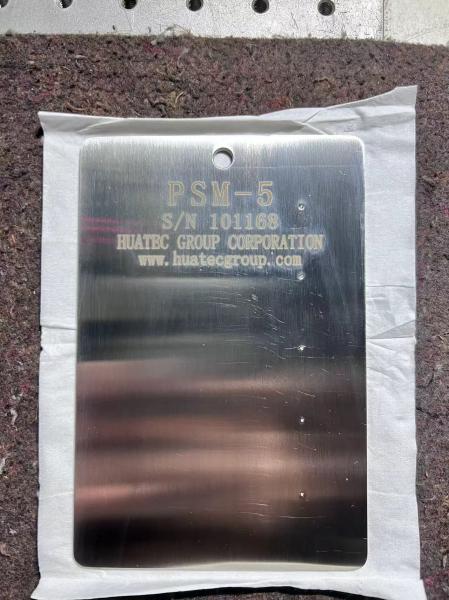 PSM-5
S/N 101168
HUATEC GROUP CORPORATION
www.huatecgroup.com